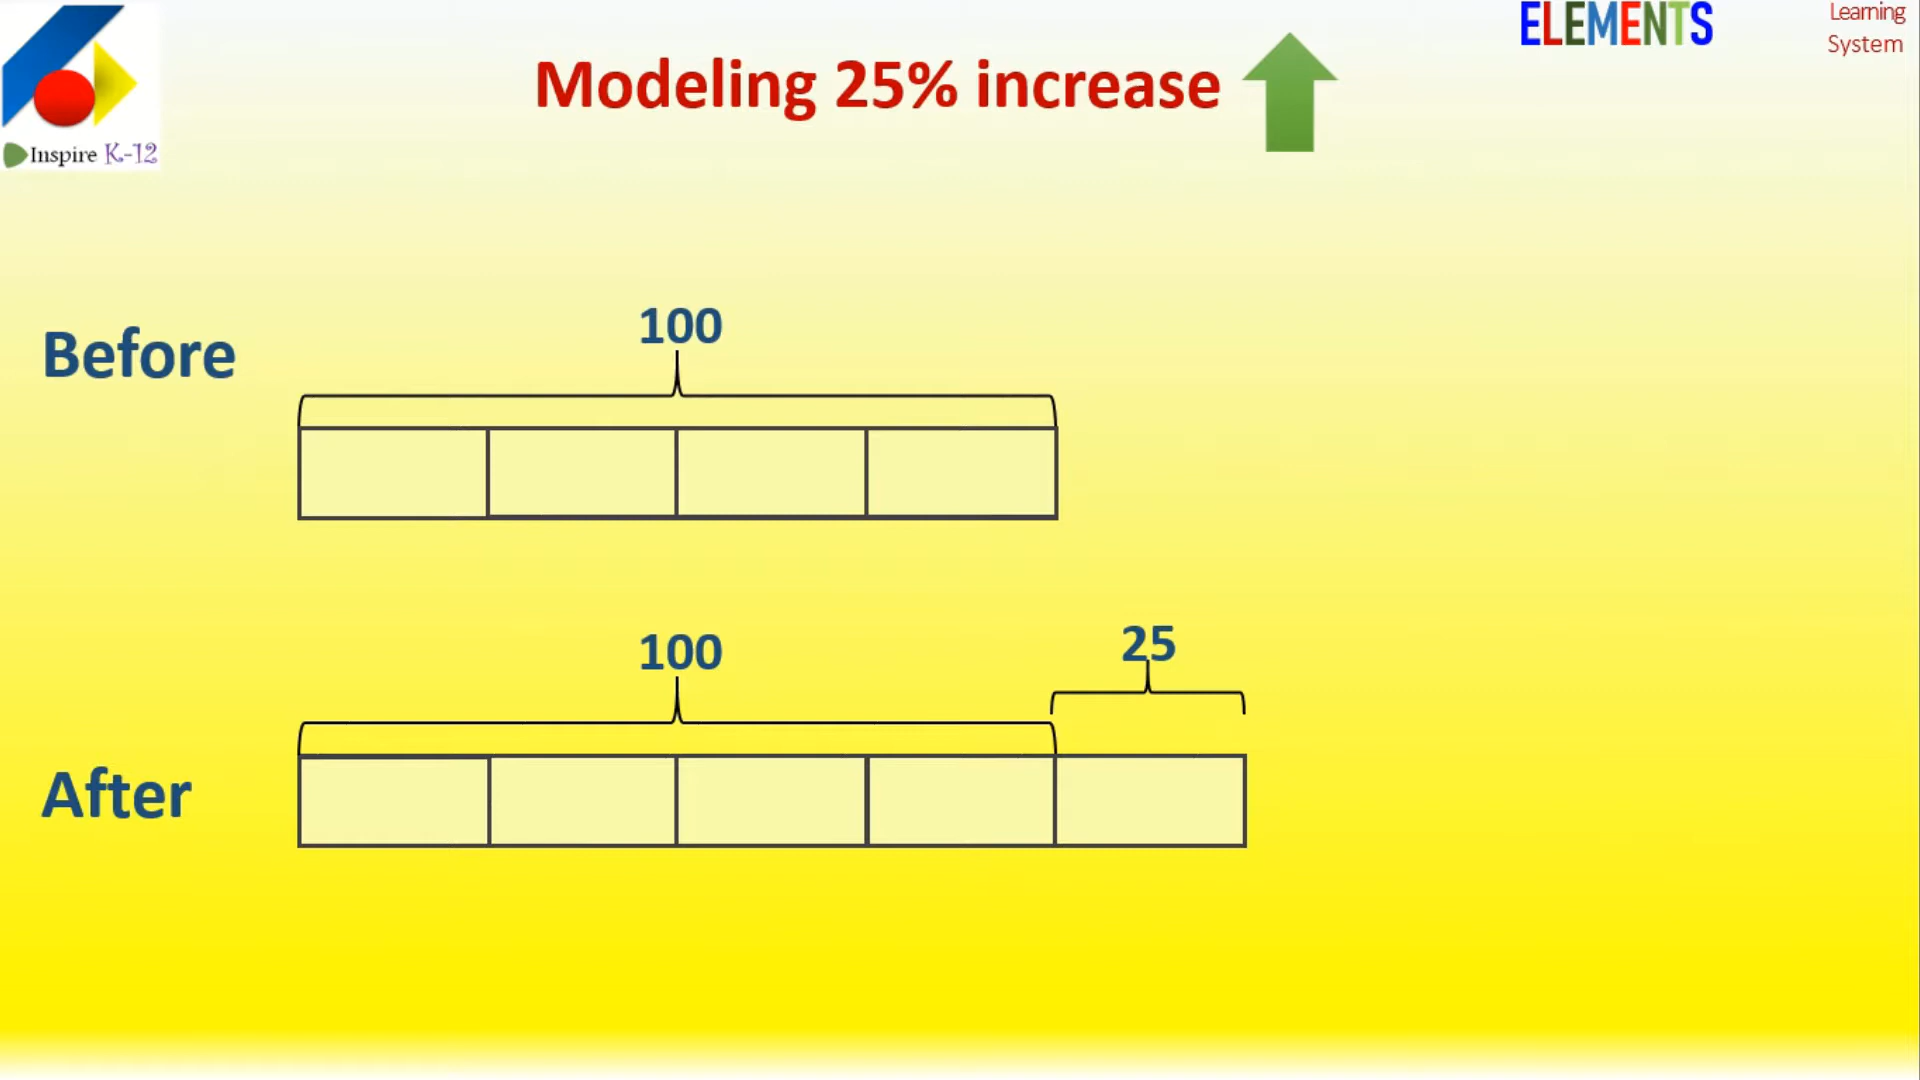 Inspire K-12
Modeling 25% increase
ELEMENTS
Learning
System
Before
100
100
25
After